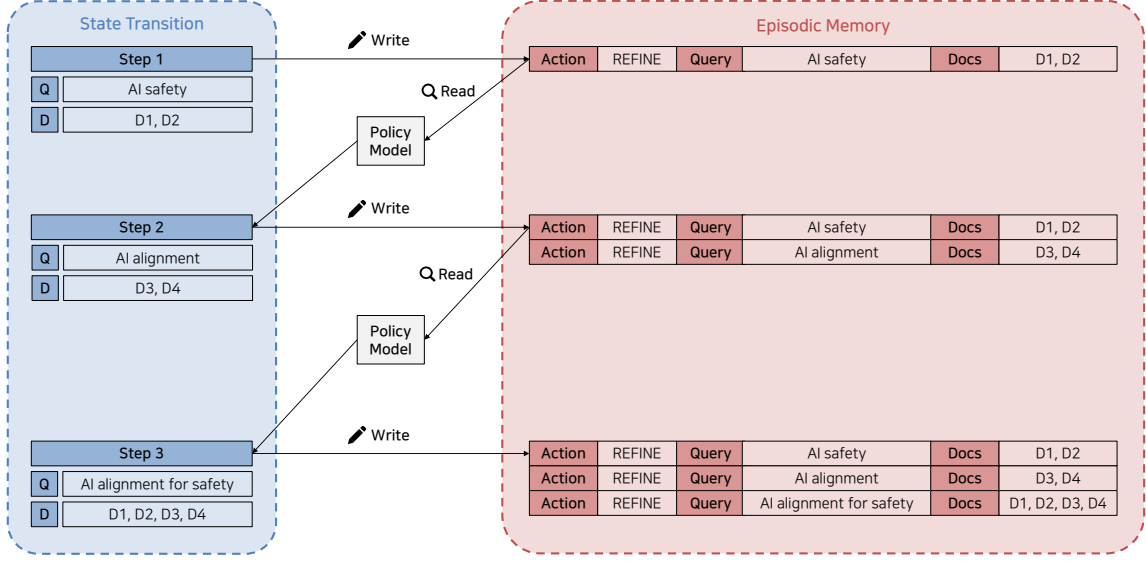 State Transition
Episodic Memory
Step 1
Write
Action REFINE Query AI safety Docs D1, D2
Q AI safety
D D1, D2
Read
Policy
Model
Step 2
Write
Action REFINE Query AI safety Docs D1, D2
Action REFINE Query AI alignment Docs D3, D4
Q AI alignment
D D3, D4
Read
Policy
Model
Step 3
Write
Action REFINE Query AI safety Docs D1, D2
Action REFINE Query AI alignment Docs D3, D4
Action REFINE Query AI alignment for safety Docs D1, D2, D3, D4
Q AI alignment for safety
D D1, D2, D3, D4